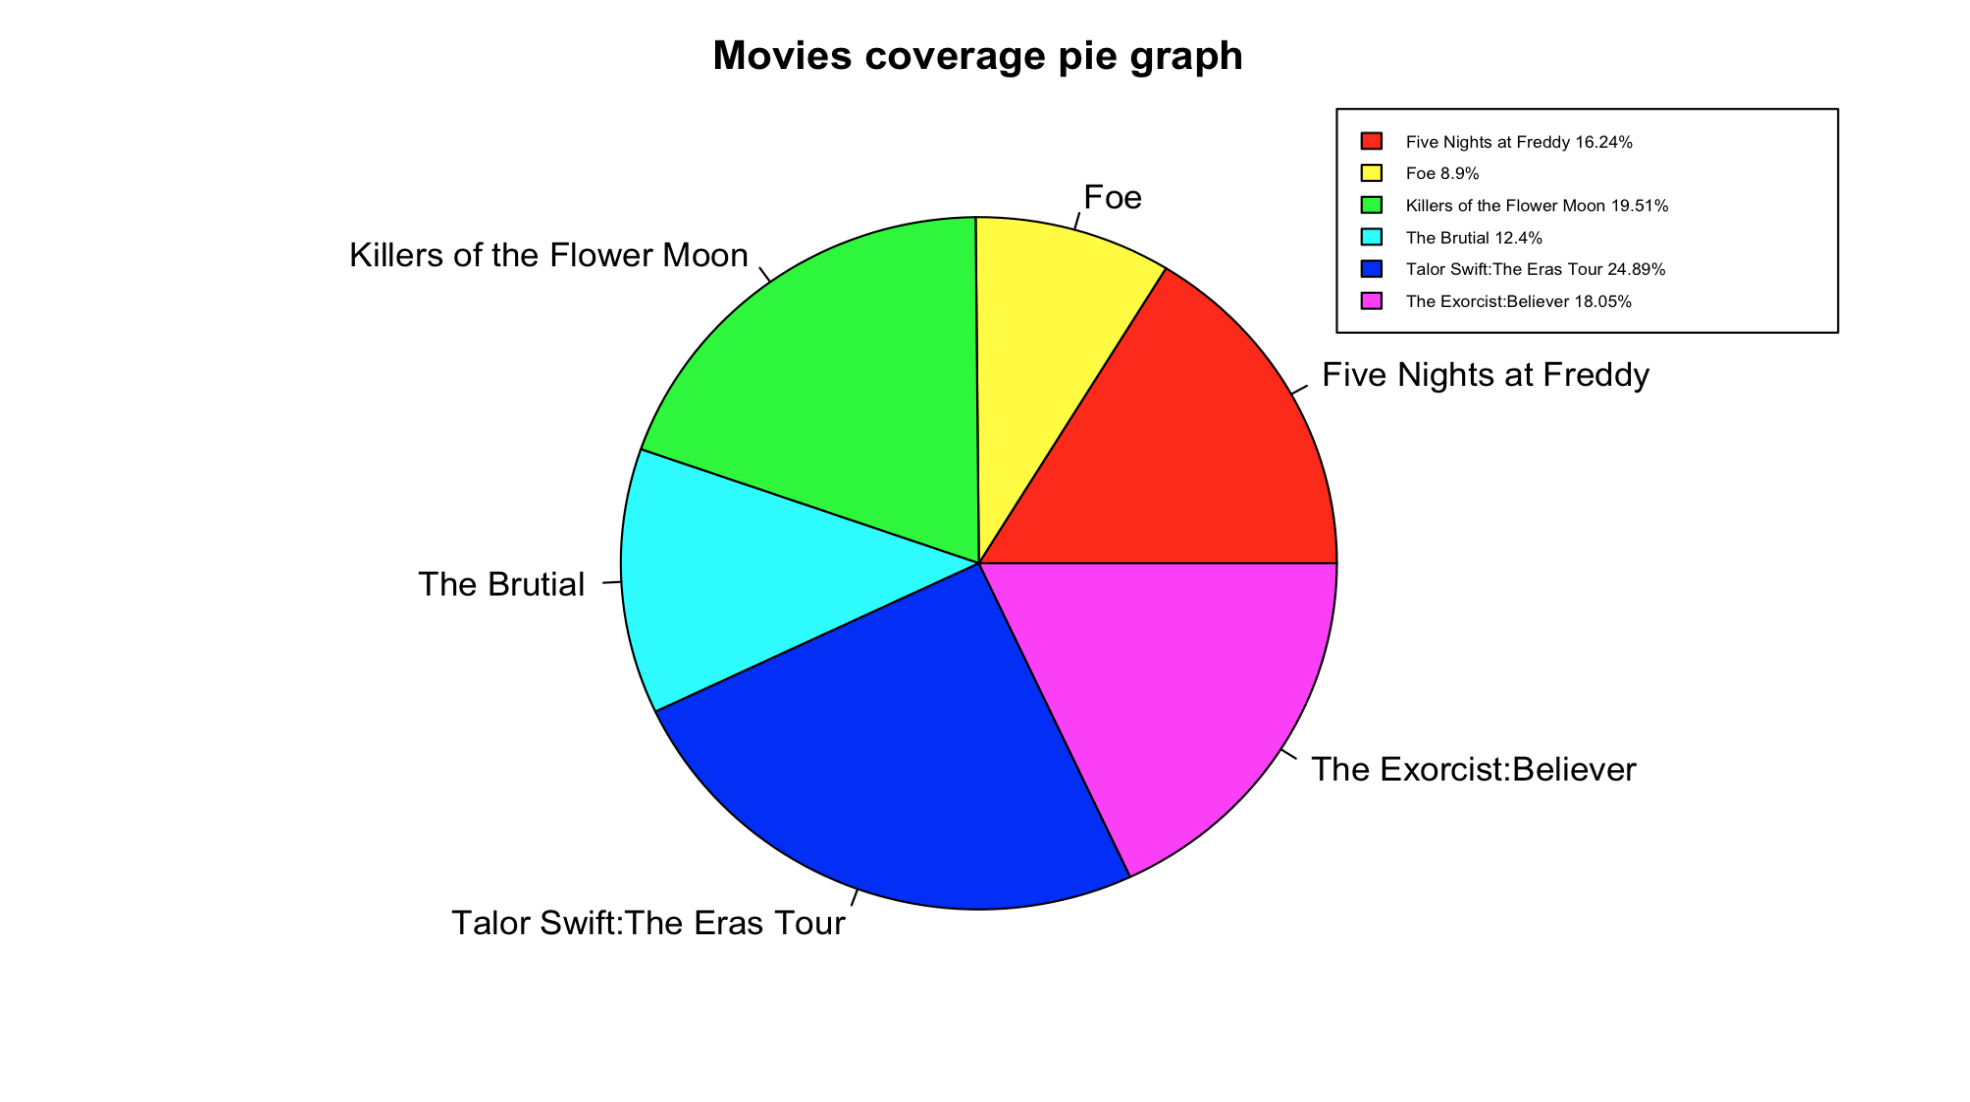 Movies coverage pie graph
Five Nights at Freddy 16.24%
Foe 8.9%
Killers of the Flower Moon 19.51%
The Brutial 12.4%
Talor Swift:The Eras Tour 24.89%
The Exorcist:Believer 18.05%
Foe
Killers of the Flower Moon
Five Nights at Freddy
The Brutial
The Exorcist:Believer
Talor Swift:The Eras Tour